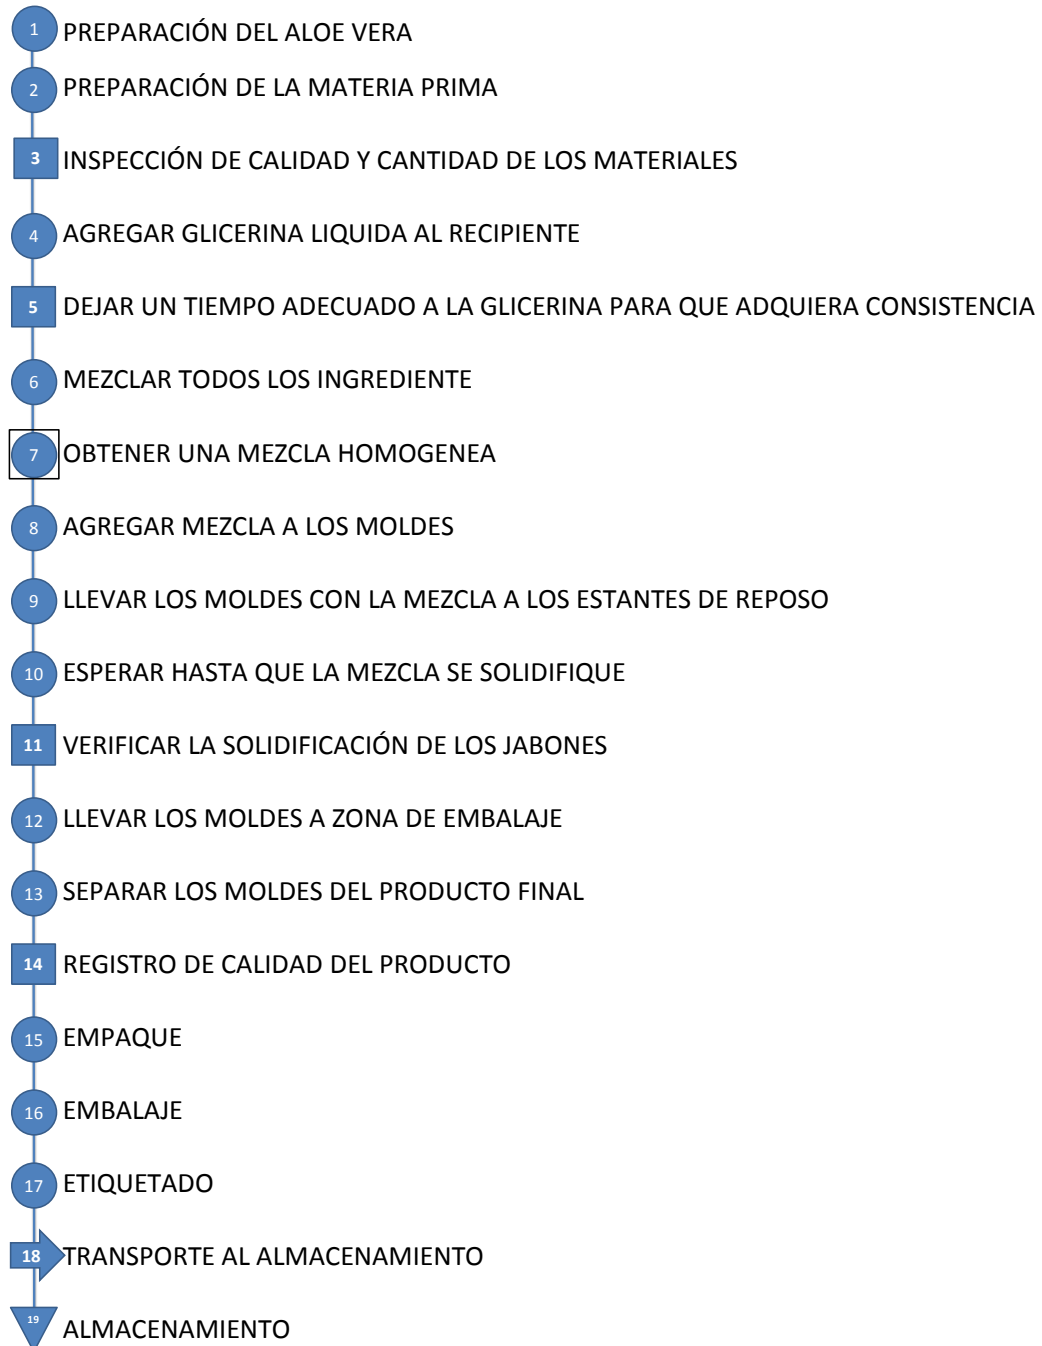 1 PREPARACIÓN DEL ALOE VERA
2 PREPARACIÓN DE LA MATERIA PRIMA
3 INSPECCIÓN DE CALIDAD Y CANTIDAD DE LOS MATERIALES
4 AGREGAR GLICERINA LIQUIDA AL RECIPIENTE
5 DEJAR UN TIEMPO ADECUADO A LA GLICERINA PARA QUE ADQUIERA CONSISTENCIA
6 MEZCLAR TODOS LOS INGREDIENTE
7 OBTENER UNA MEZCLA HOMOGENEA
8 AGREGAR MEZCLA A LOS MOLDES
9 LLEVAR LOS MOLDES CON LA MEZCLA A LOS ESTANTES DE REPOSO
10 ESPERAR HASTA QUE LA MEZCLA SE SOLIDIFIQUE
11 VERIFICAR LA SOLIDIFICACIÓN DE LOS JABONES
12 LLEVAR LOS MOLDES A ZONA DE EMBALAJE
13 SEPARAR LOS MOLDES DEL PRODUCTO FINAL
14 REGISTRO DE CALIDAD DEL PRODUCTO
15 EMPAQUE
16 EMBALAJE
17 ETIQUETADO
18 TRANSPORTE AL ALMACENAMIENTO
19 ALMACENAMIENTO